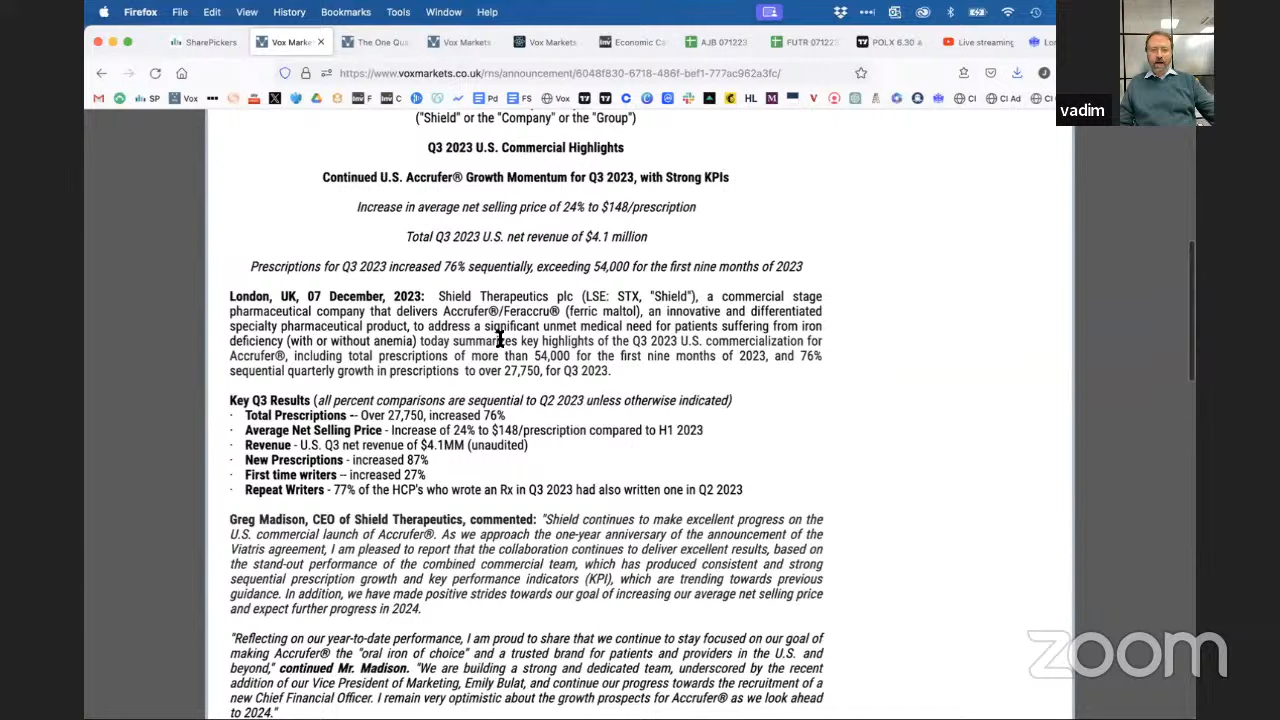 Firefox File Edit View History Bookmarks Tools Window Help
SharePickers Vox Marke × The One Qua Vox Markets Vox Markets Economic Ca AJB 071223 FUTR 071223 POLX 6.30 & Live streaming
https://www.voxmarkets.co.uk/rns/announcement/6048f830-6718-486f-bef1-777ac962a3fc/
SP Vox F C Pd FS Vox HL CI CI Ad CI
vadim
("Shield" or the "Company" or the "Group")
Q3 2023 U.S. Commercial Highlights
Continued U.S. Accrufer® Growth Momentum for Q3 2023, with Strong KPIs
Increase in average net selling price of 24% to $148/prescription
Total Q3 2023 U.S. net revenue of $4.1 million
Prescriptions for Q3 2023 increased 76% sequentially, exceeding 54,000 for the first nine months of 2023
London, UK, 07 December, 2023: Shield Therapeutics plc (LSE: STX, "Shield"), a commercial stage
pharmaceutical company that delivers Accrufer®/Feraccru® (ferric maltol), an innovative and differentiated
specialty pharmaceutical product, to address a significant unmet medical need for patients suffering from iron
deficiency (with or without anemia) today summarizes key highlights of the Q3 2023 U.S. commercialization for
Accrufer®, including total prescriptions of more than 54,000 for the first nine months of 2023, and 76%
sequential quarterly growth in prescriptions to over 27,750, for Q3 2023.
Key Q3 Results (all percent comparisons are sequential to Q2 2023 unless otherwise indicated)
· Total Prescriptions -- Over 27,750, increased 76%
· Average Net Selling Price - Increase of 24% to $148/prescription compared to H1 2023
· Revenue - U.S. Q3 net revenue of $4.1MM (unaudited)
· New Prescriptions - increased 87%
· First time writers -- increased 27%
· Repeat Writers - 77% of the HCP's who wrote an Rx in Q3 2023 had also written one in Q2 2023
Greg Madison, CEO of Shield Therapeutics, commented: "Shield continues to make excellent progress on the
U.S. commercial launch of Accrufer®. As we approach the one-year anniversary of the announcement of the
Viatris agreement, I am pleased to report that the collaboration continues to deliver excellent results, based on
the stand-out performance of the combined commercial team, which has produced consistent and strong
sequential prescription growth and key performance indicators (KPI), which are trending towards previous
guidance. In addition, we have made positive strides towards our goal of increasing our average net selling price
and expect further progress in 2024.
"Reflecting on our year-to-date performance, I am proud to share that we continue to stay focused on our goal of
making Accrufer® the "oral iron of choice" and a trusted brand for patients and providers in the U.S. and
beyond," continued Mr. Madison. "We are building a strong and dedicated team, underscored by the recent
addition of our Vice President of Marketing, Emily Bulat, and continue our progress towards the recruitment of a
new Chief Financial Officer. I remain very optimistic about the growth prospects for Accrufer® as we look ahead
to 2024."
zoom